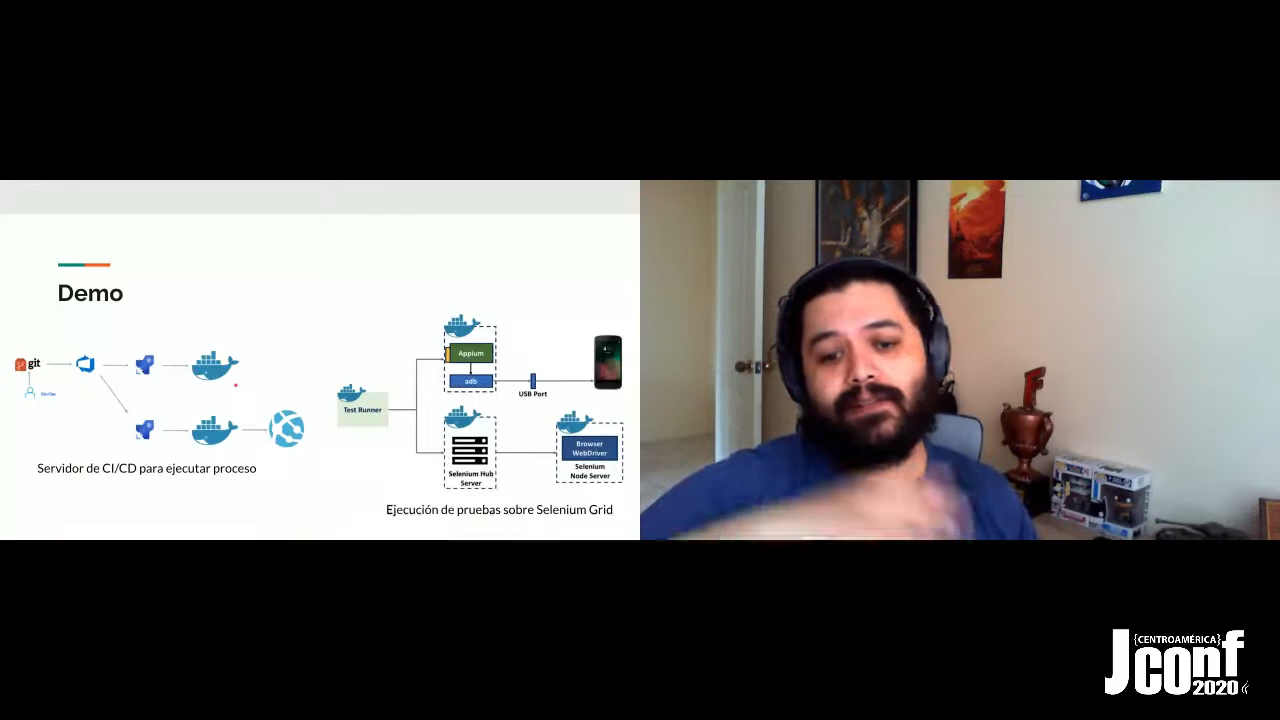 Demo
git
DevOps
Servidor de CI/CD para ejecutar proceso
Test Runner
Appium
adb
USB Port
Selenium Hub
Server
Browser
WebDriver
Selenium
Node Server
Ejecución de pruebas sobre Selenium Grid
{CENTROAMÉRICA}
Jconf
2020